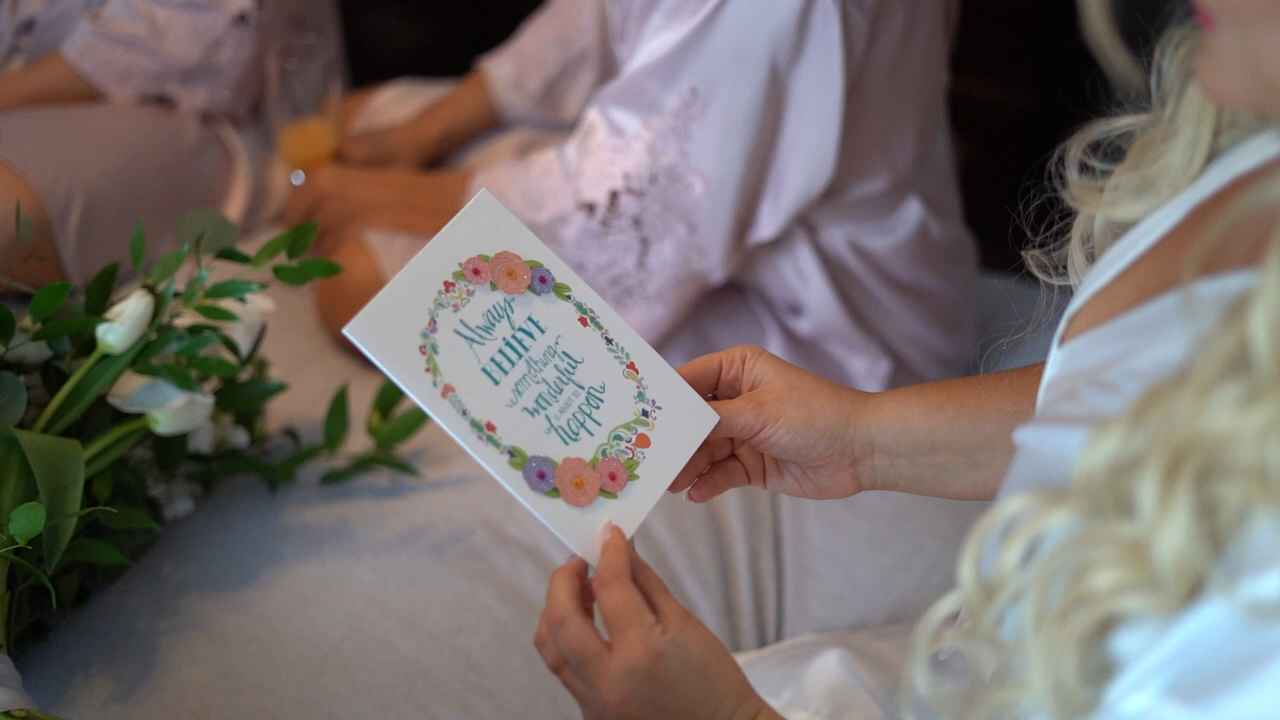 Always
BELIEVE
something
wonderful
is about to
happen